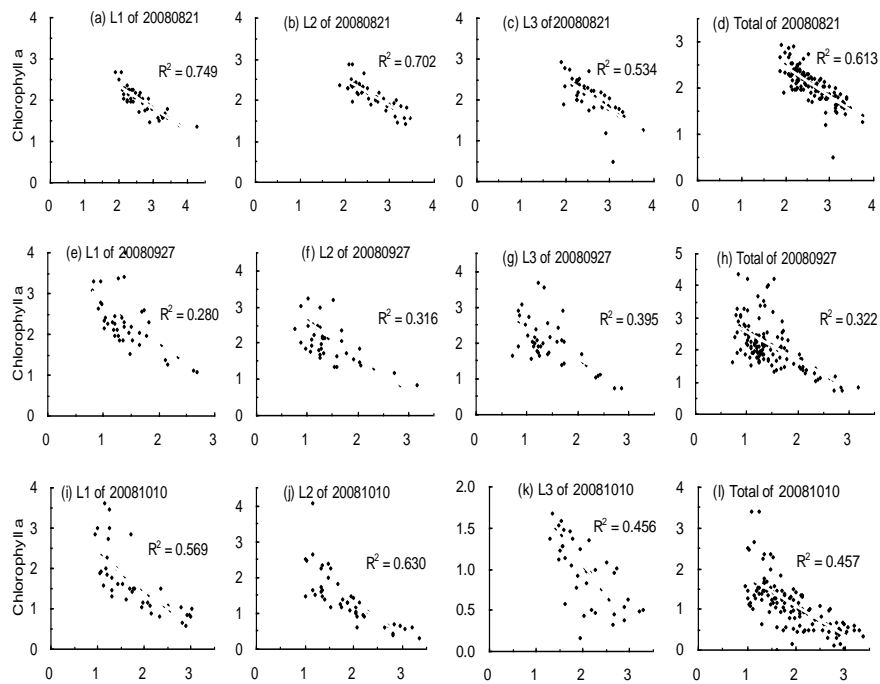 (a) L1 of 20080821
R2 = 0.749
Chlorophyll a
4
3
2
1
0
0 1 2 3 4
(b) L2 of 20080821
R2 = 0.702
4
3
2
1
0
0 1 2 3 4
(c) L3 of 20080821
R2 = 0.534
4
3
2
1
0
0 1 2 3 4
(d) Total of 20080821
R2 = 0.613
3
2
1
0
0 1 2 3 4
(e) L1 of 20080927
R2 = 0.280
Chlorophyll a
4
3
2
1
0
0 1 2 3
(f) L2 of 20080927
R2 = 0.316
4
3
2
1
0
0 1 2 3
(g) L3 of 20080927
R2 = 0.395
4
3
2
1
0
0 1 2 3
(h) Total of 20080927
R2 = 0.322
5
4
3
2
1
0
0 1 2 3
(i) L1 of 20081010
R2 = 0.569
Chlorophyll a
4
3
2
1
0
0 1 2 3
(j) L2 of 20081010
R2 = 0.630
4
3
2
1
0
0 1 2 3
(k) L3 of 20081010
R2 = 0.456
2.0
1.5
1.0
0.5
0.0
0 1 2 3
(l) Total of 20081010
R2 = 0.457
4
3
2
1
0
0 1 2 3